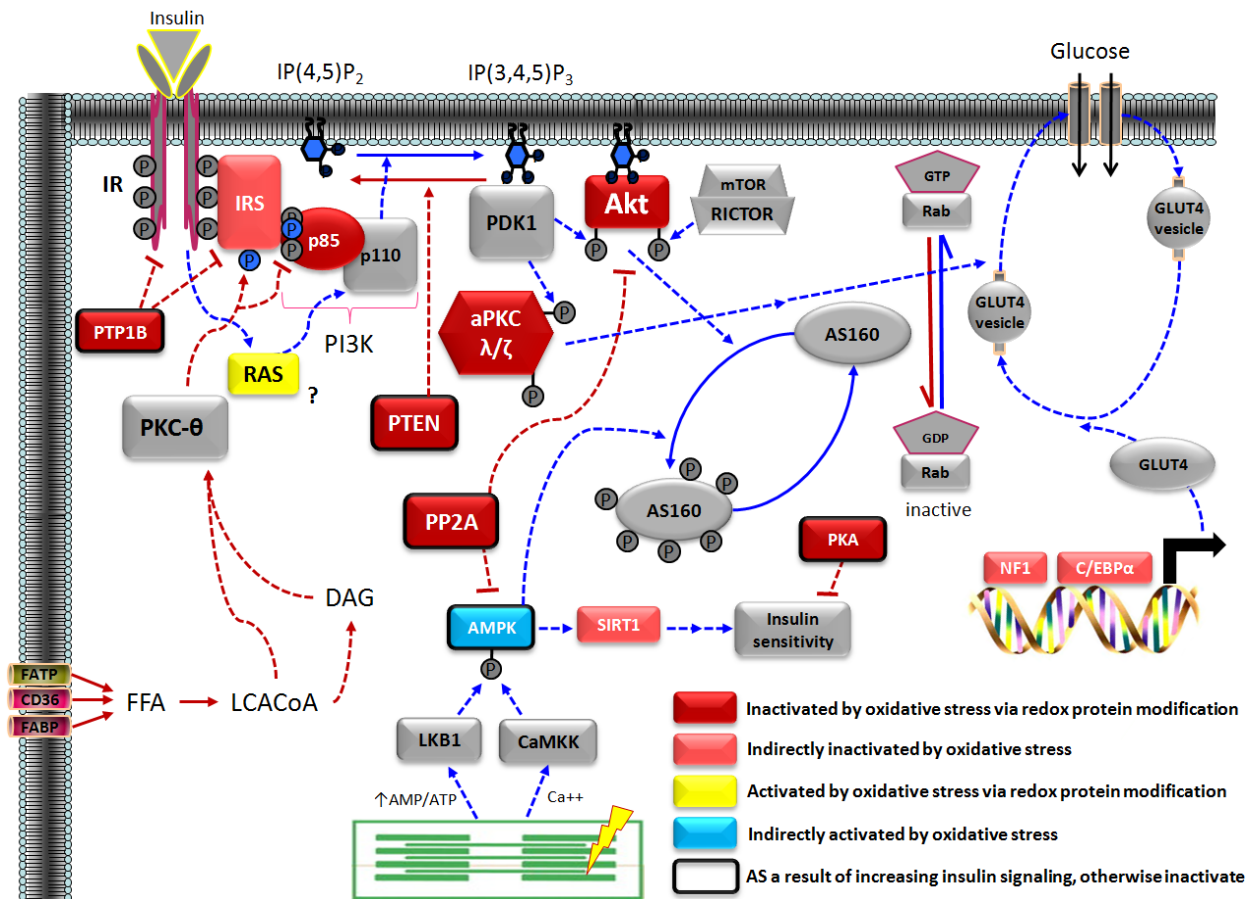 Insulin
IP(4,5)P2
IP(3,4,5)P3
Glucose
IR
P
P
P
P
P
P
IRS
P
P
P
P
p85
p110
PI3K
PTP1B
RAS
?
PKC-θ
PTEN
PDK1
Akt
P
P
mTOR
RICTOR
aPKC
λ/ζ
P
P
GTP
Rab
GDP
Rab
inactive
GLUT4
vesicle
GLUT4
vesicle
GLUT4
AS160
AS160
P
P
P
P
P
P
PP2A
PKA
AMPK
P
SIRT1
Insulin
sensitivity
NF1
C/EBPα
DAG
FATP
CD36
FABP
FFA
LCACoA
LKB1
CaMKK
↑AMP/ATP
Ca++
Inactivated by oxidative stress via redox protein modification
Indirectly inactivated by oxidative stress
Activated by oxidative stress via redox protein modification
Indirectly activated by oxidative stress
AS a result of increasing insulin signaling, otherwise inactivate